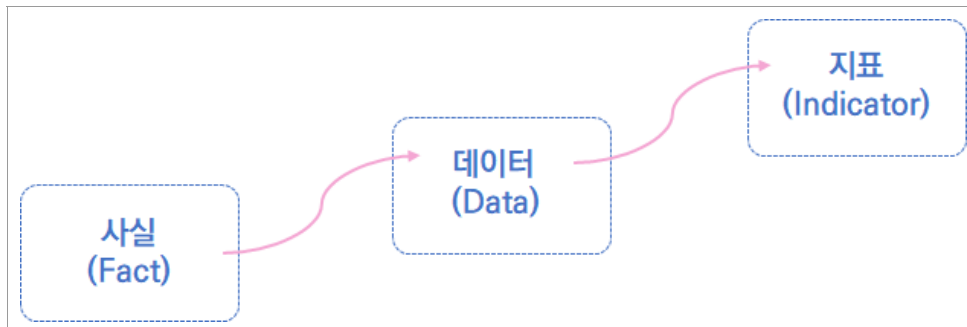 사실
(Fact)
데이터
(Data)
지표
(Indicator)